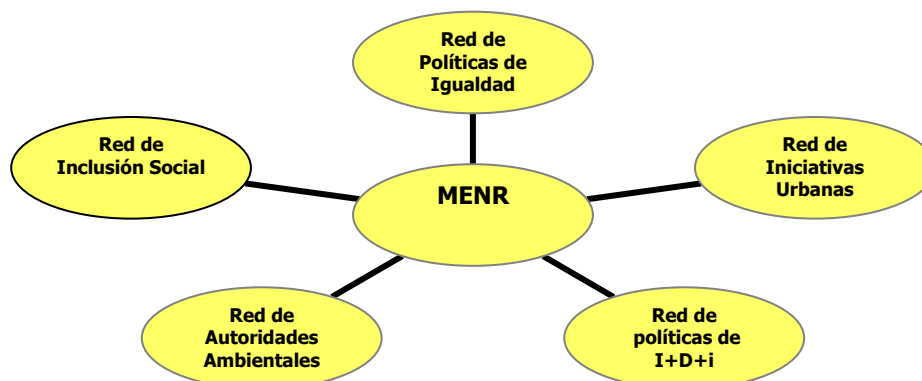 Red de
Políticas de
Igualdad
Red de
Inclusión Social
Red de
Iniciativas
Urbanas
MENR
Red de
Autoridades
Ambientales
Red de
políticas de
I+D+i